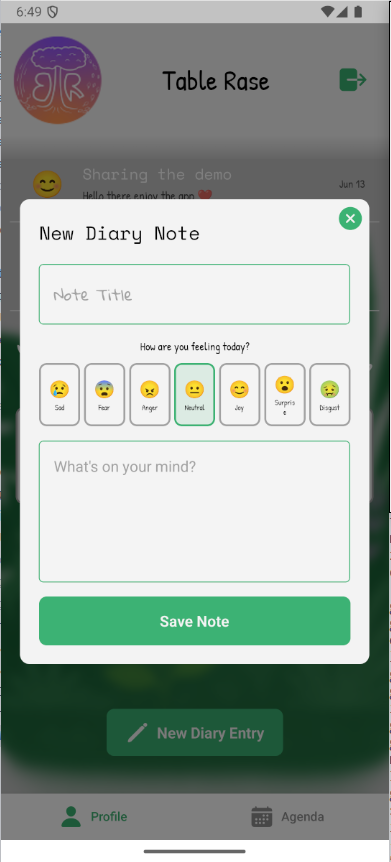 6:49
Table Rase
Sharing the demo
Jun 13
Hello there enjoy the app ❤️
New Diary Note
Note Title
How are you feeling today?
Sad
Fear
Anger
Neutral
Joy
Surpris
e
Disgust
What's on your mind?
Save Note
New Diary Entry
Profile
Agenda